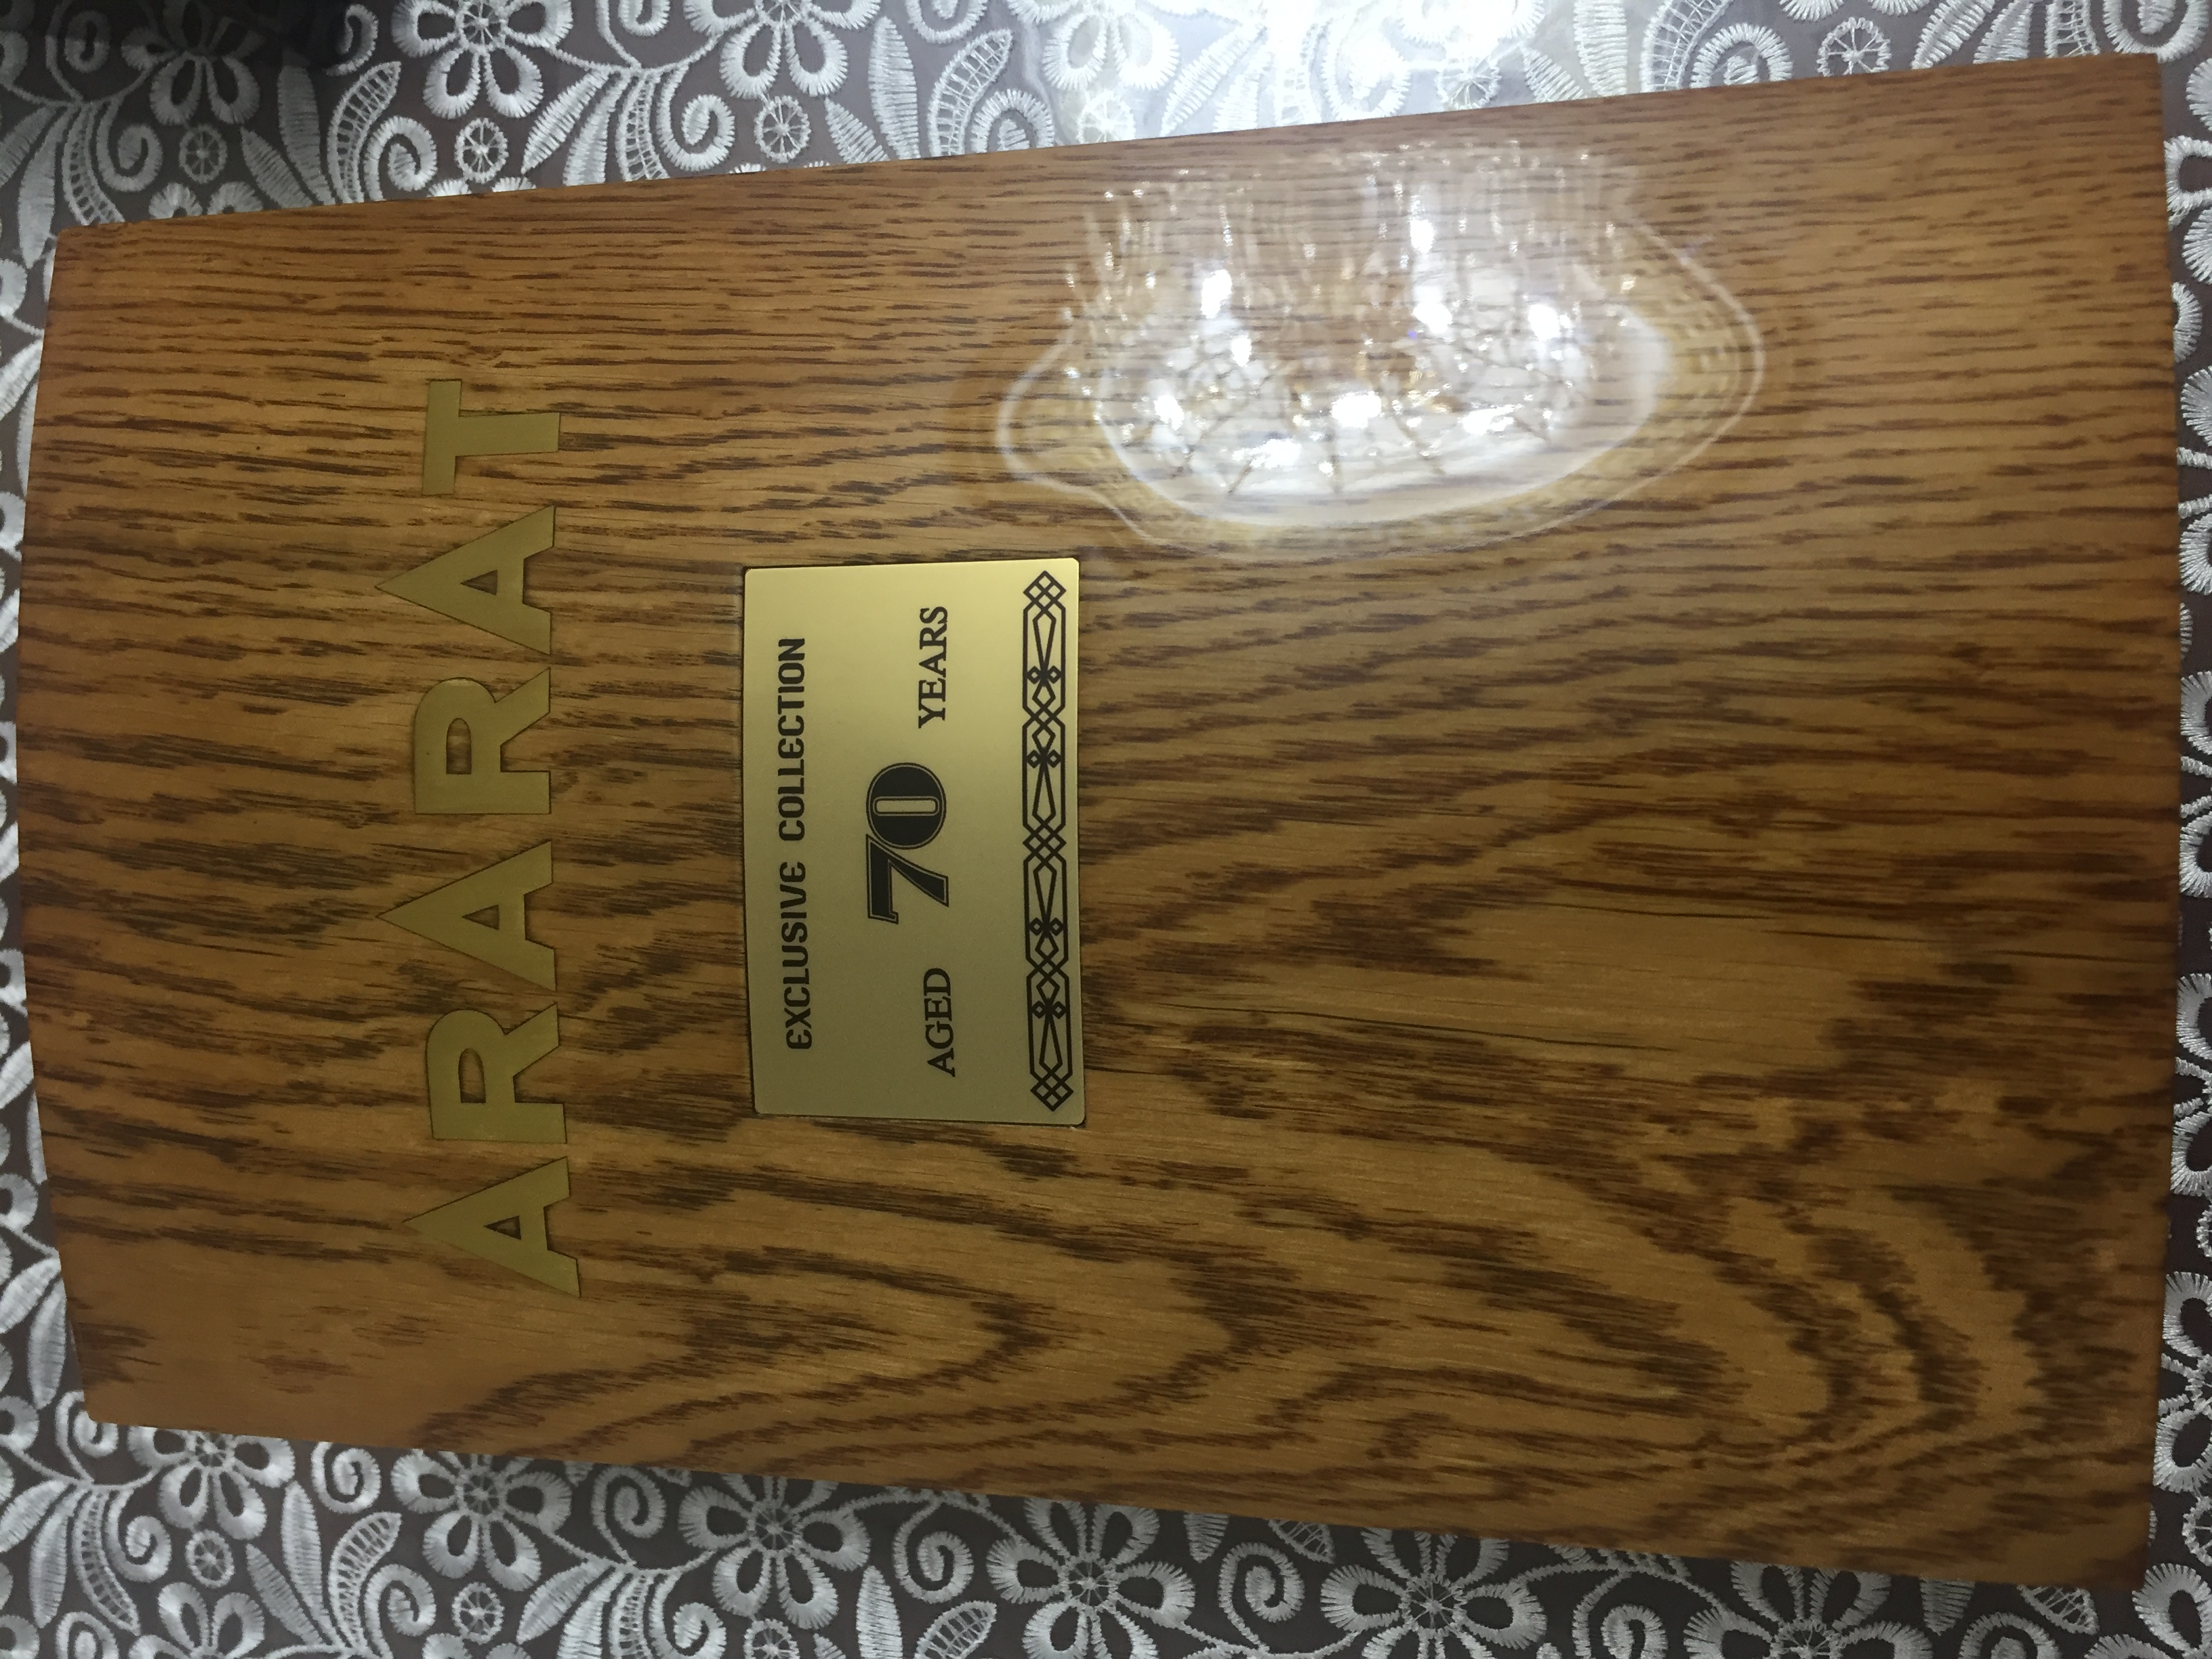 ARARAT
EXCLUSIVE COLLECTION
AGED 70 YEARS